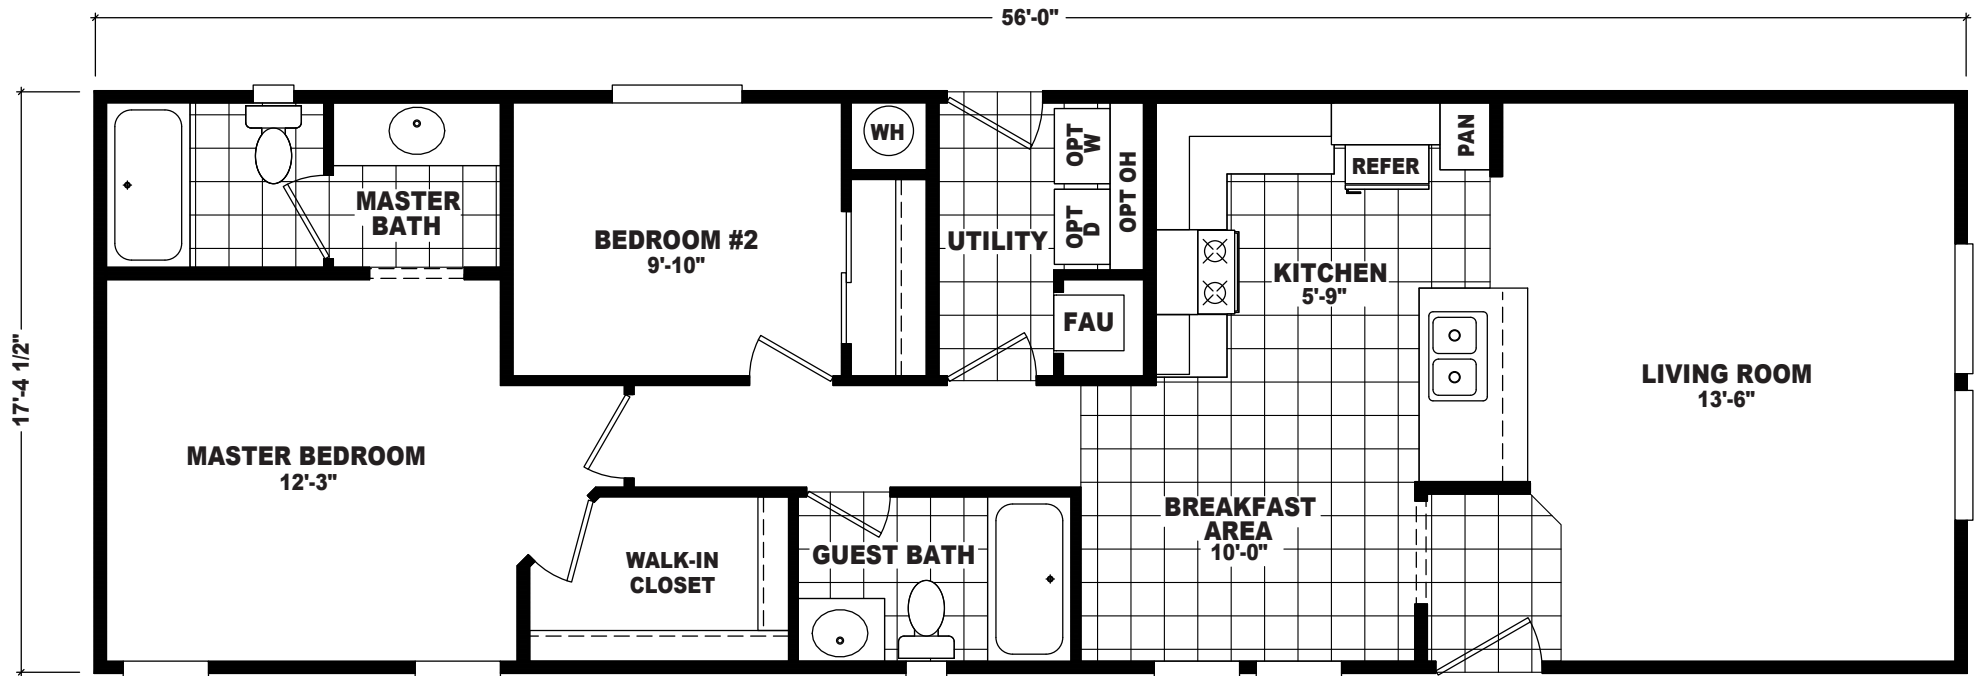 56'-0"
17'-4 1/2"
MASTER
BATH
BEDROOM #2
9'-10"
WH
UTILITY
OPT
W
OPT
D
OPT OH
FAU
PAN
REFER
KITCHEN
5'-9"
LIVING ROOM
13'-6"
MASTER BEDROOM
12'-3"
WALK-IN
CLOSET
GUEST BATH
BREAKFAST
AREA
10'-0"